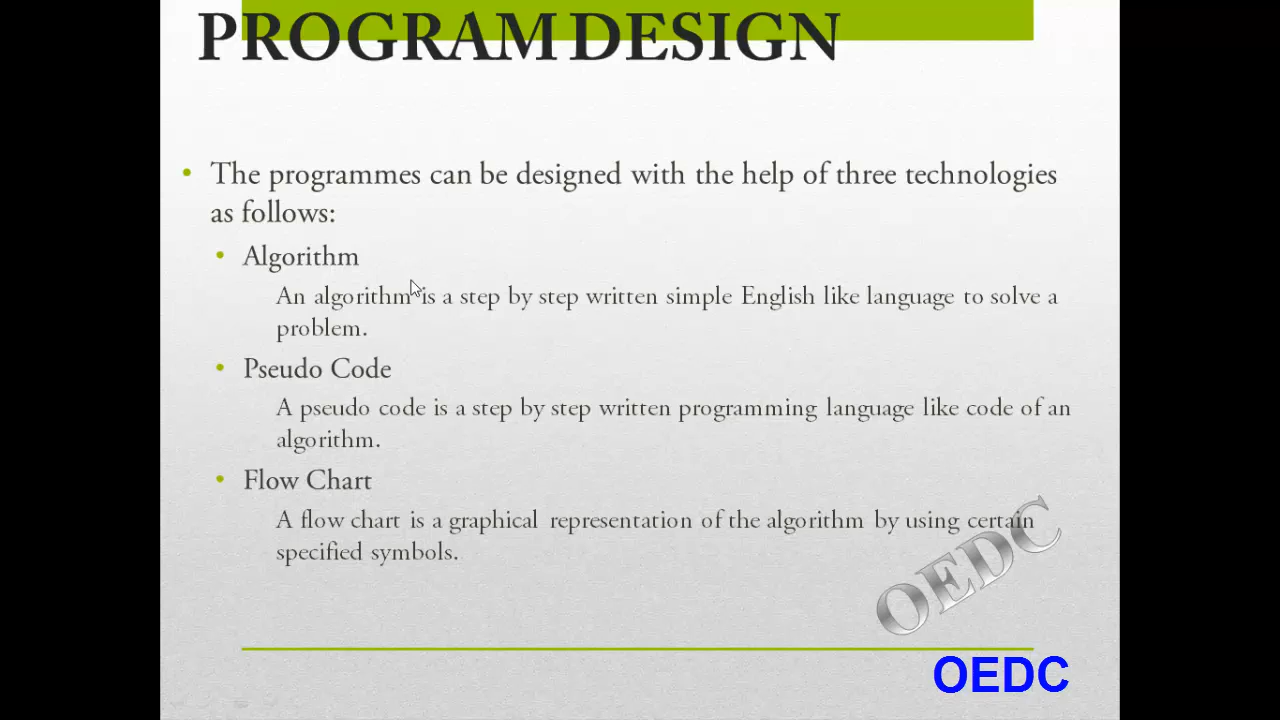 PROGRAM DESIGN
• The programmes can be designed with the help of three technologies
as follows:
• Algorithm
An algorithm is a step by step written simple English like language to solve a
problem.
• Pseudo Code
A pseudo code is a step by step written programming language like code of an
algorithm.
• Flow Chart
A flow chart is a graphical representation of the algorithm by using certain
specified symbols.
OEDC
OEDC